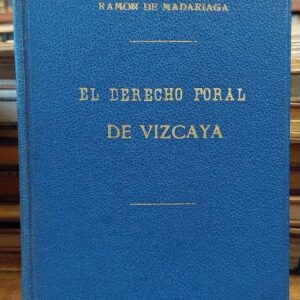 RAMON DE MADARIAGA
EL DERECHO FORAL
DE VIZCAYA